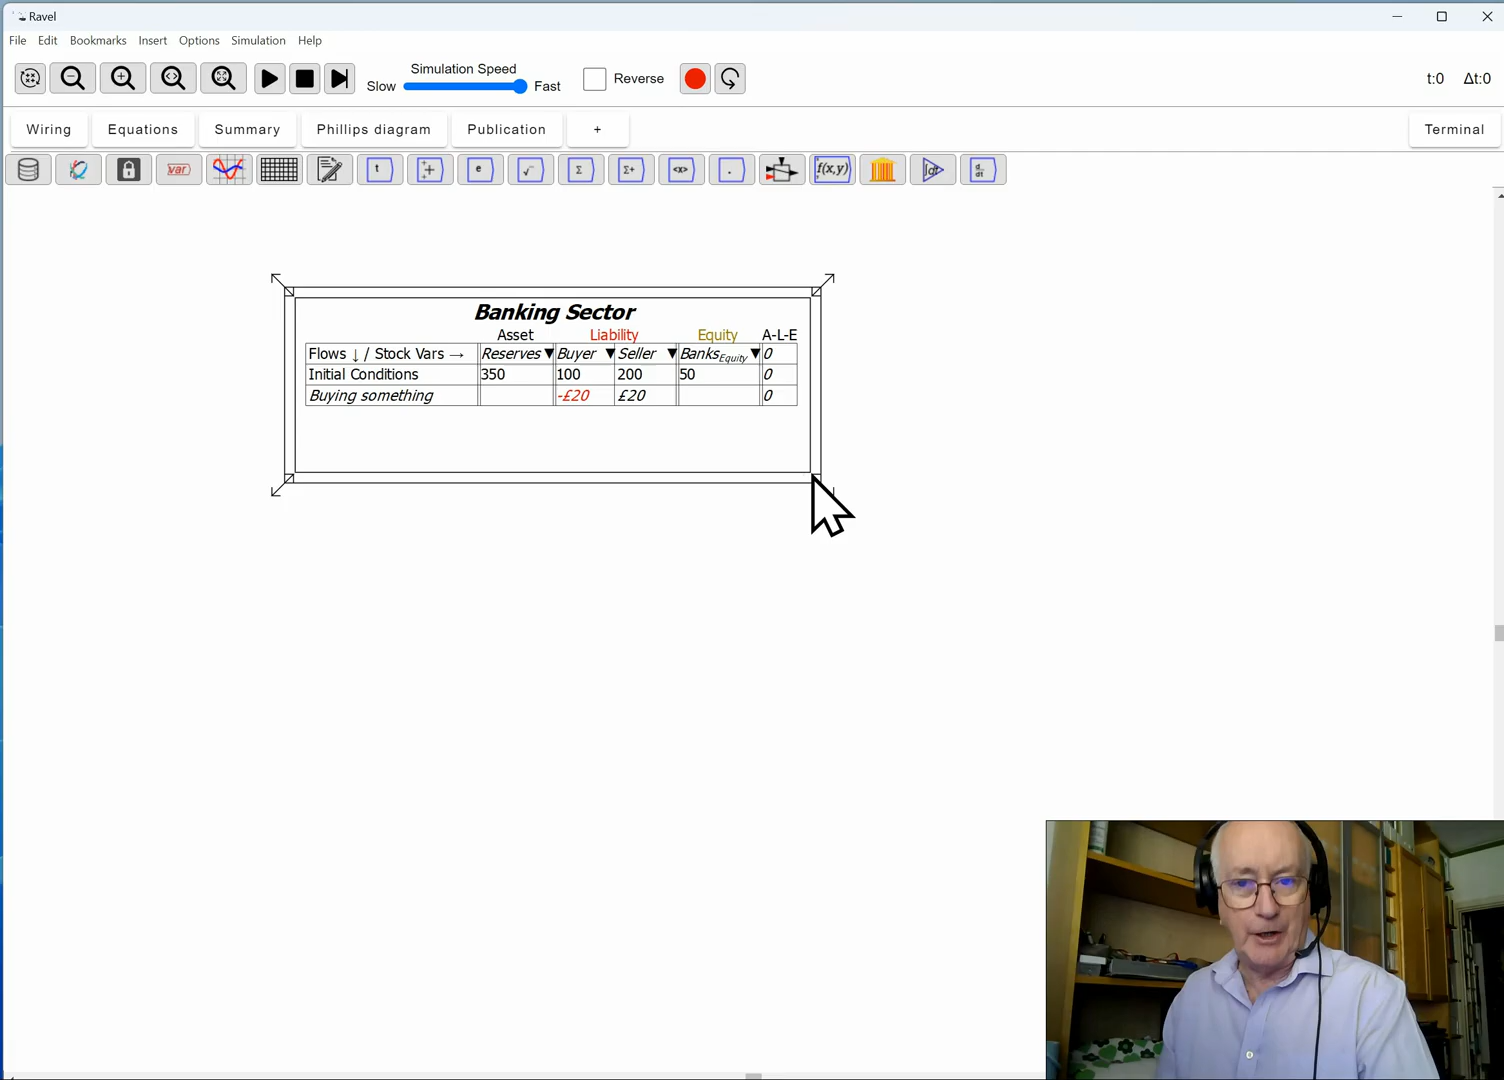 Ravel
File Edit Bookmarks Insert Options Simulation Help
Simulation Speed
Slow Fast Reverse t:0 Δt:0
Wiring Equations Summary Phillips diagram Publication + Terminal
var t + e √ Σ Σ+ <x> . f(x,y) ∫dt d/dt
Banking Sector
Asset Liability Equity A-L-E
Flows ↓ / Stock Vars → Reserves ▼ Buyer ▼ Seller ▼ Banks Equity ▼ 0
Initial Conditions 350 100 200 50 0
Buying something -£20 £20 0